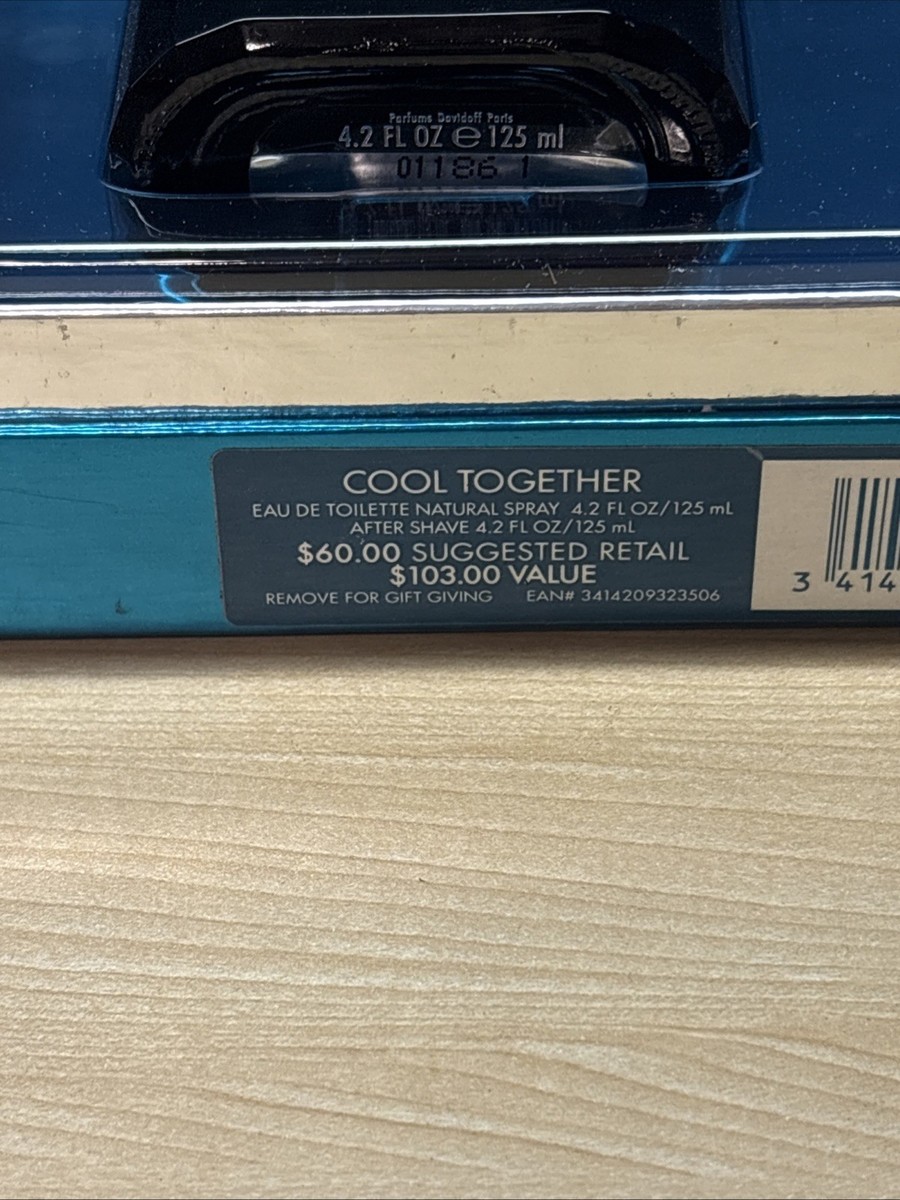 Parfums Davidoff Paris
4.2 FL OZ e 125 ml
01186 1
COOL TOGETHER
EAU DE TOILETTE NATURAL SPRAY 4.2 FL OZ/125 mL
AFTER SHAVE 4.2 FL OZ/125 mL
$60.00 SUGGESTED RETAIL
$103.00 VALUE
REMOVE FOR GIFT GIVING EAN# 3414209323506
3 414